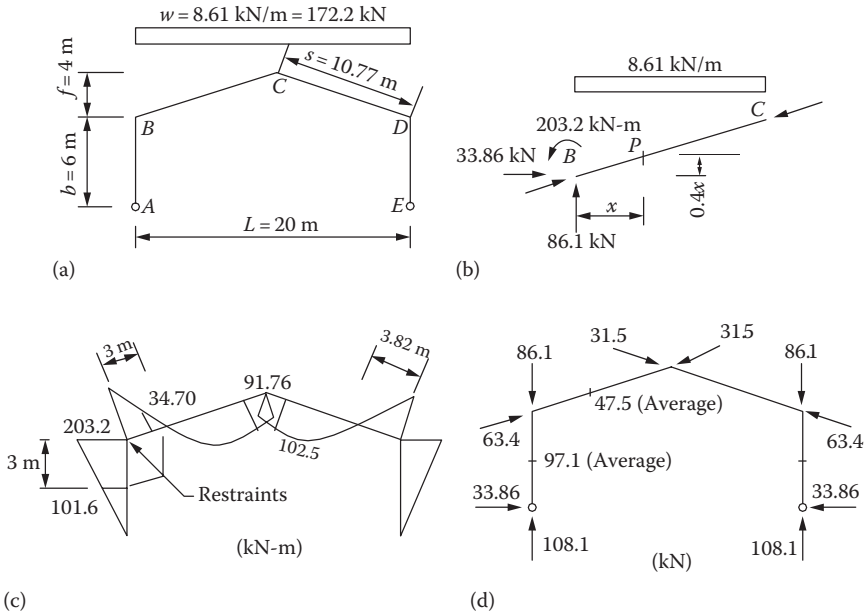 w = 8.61 kN/m = 172.2 kN
s = 10.77 m
f = 4 m
C
B
D
b = 6 m
A
E
L = 20 m
(a)
8.61 kN/m
C
203.2 kN-m
33.86 kN
B
P
x
0.4x
86.1 kN
(b)
3 m
3.82 m
34.70
91.76
203.2
102.5
3 m
Restraints
101.6
(kN-m)
(c)
31.5
315
86.1
86.1
47.5 (Average)
63.4
63.4
97.1 (Average)
33.86
33.86
108.1
108.1
(kN)
(d)